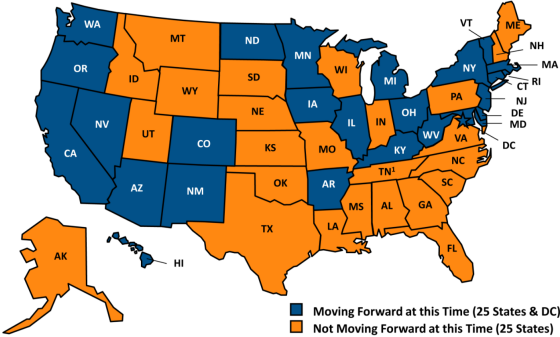 VT
ME
WA
MT
ND
MN
NH
OR
ID
SD
WI
MI
NY
MA
RI
CT
WY
IA
PA
NJ
NE
IL
IN
OH
DE
MD
NV
UT
CO
KS
MO
KY
WV
VA
DC
CA
AZ
NM
OK
AR
TN¹
NC
SC
TX
LA
MS
AL
GA
FL
AK
HI
Moving Forward at this Time (25 States & DC)
Not Moving Forward at this Time (25 States)